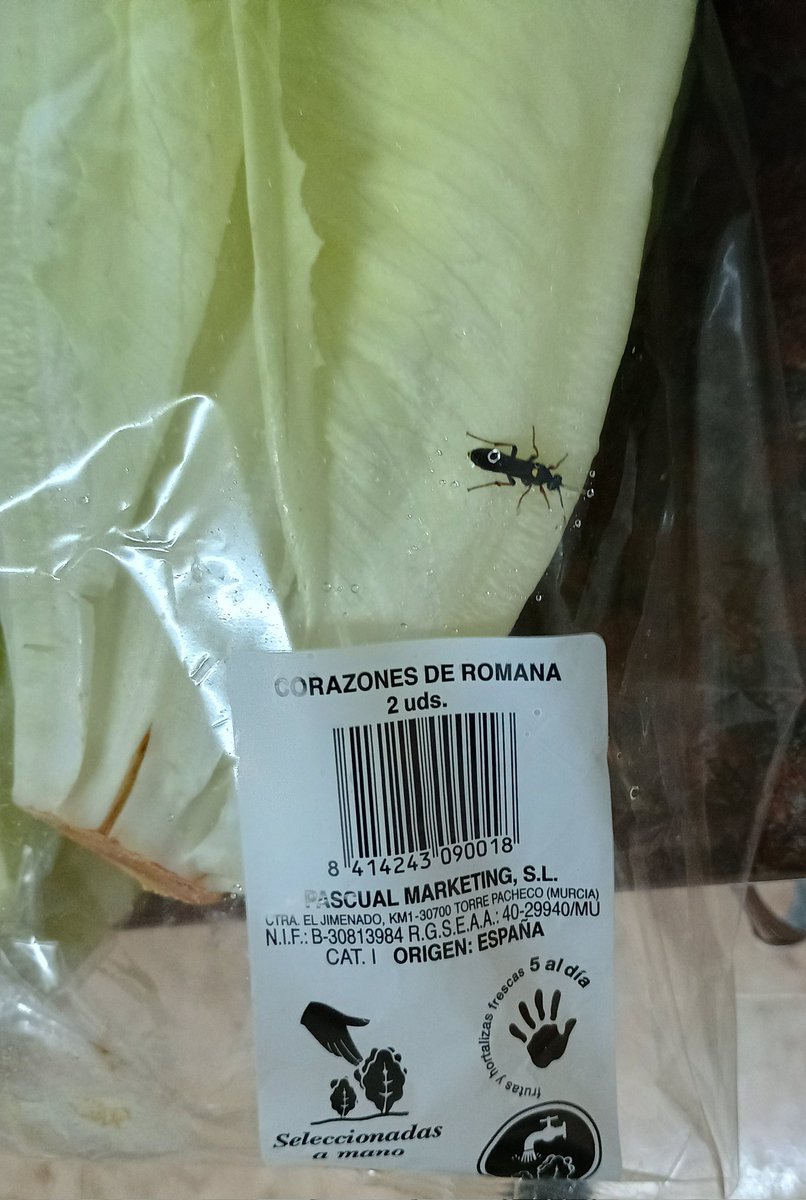 CORAZONES DE ROMANA
2 uds.
8 414243 090018
PASCUAL MARKETING, S.L.
CTRA. EL JIMENADO, KM1-30700 TORRE PACHECO (MURCIA)
N.I.F.: B-30813984 R.G.S.E.A.A.: 40-29940/MU
CAT. I ORIGEN: ESPAÑA
frutas y hortalizas frescas 5 al día
Seleccionadas
a mano